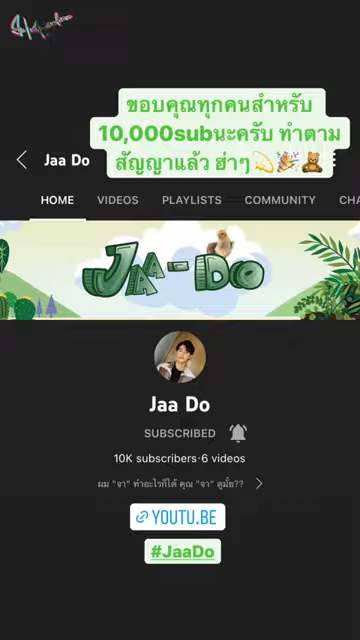 ขอบคุณทุกคนสำหรับ
10,000subนะครับ ทำตาม
สัญญาแล้ว ฮ่าๆ💫🎉🧸
Jaa Do
HOME VIDEOS PLAYLISTS COMMUNITY CHA
JAA-DO
Jaa Do
SUBSCRIBED
10K subscribers·6 videos
ผม "จา" ทำอะไรก็ได้ คุณ "จา" ดูมั้ย??
YOUTU.BE
#JaaDo